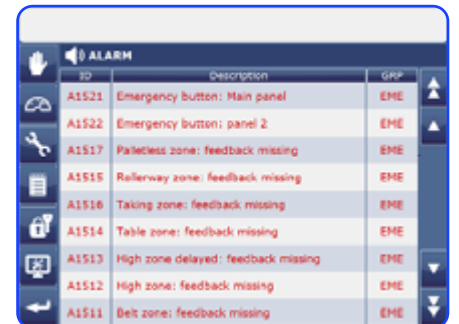 ALARM
ID Description GRP
A1521 Emergency button: Main panel EME
A1522 Emergency button: panel 2 EME
A1517 Palletless zone: feedback missing EME
A1515 Rollerway zone: feedback missing EME
A1516 Taking zone: feedback missing EME
A1514 Table zone: feedback missing EME
A1513 High zone delayed: feedback missing EME
A1512 High zone: feedback missing EME
A1511 Belt zone: feedback missing EME